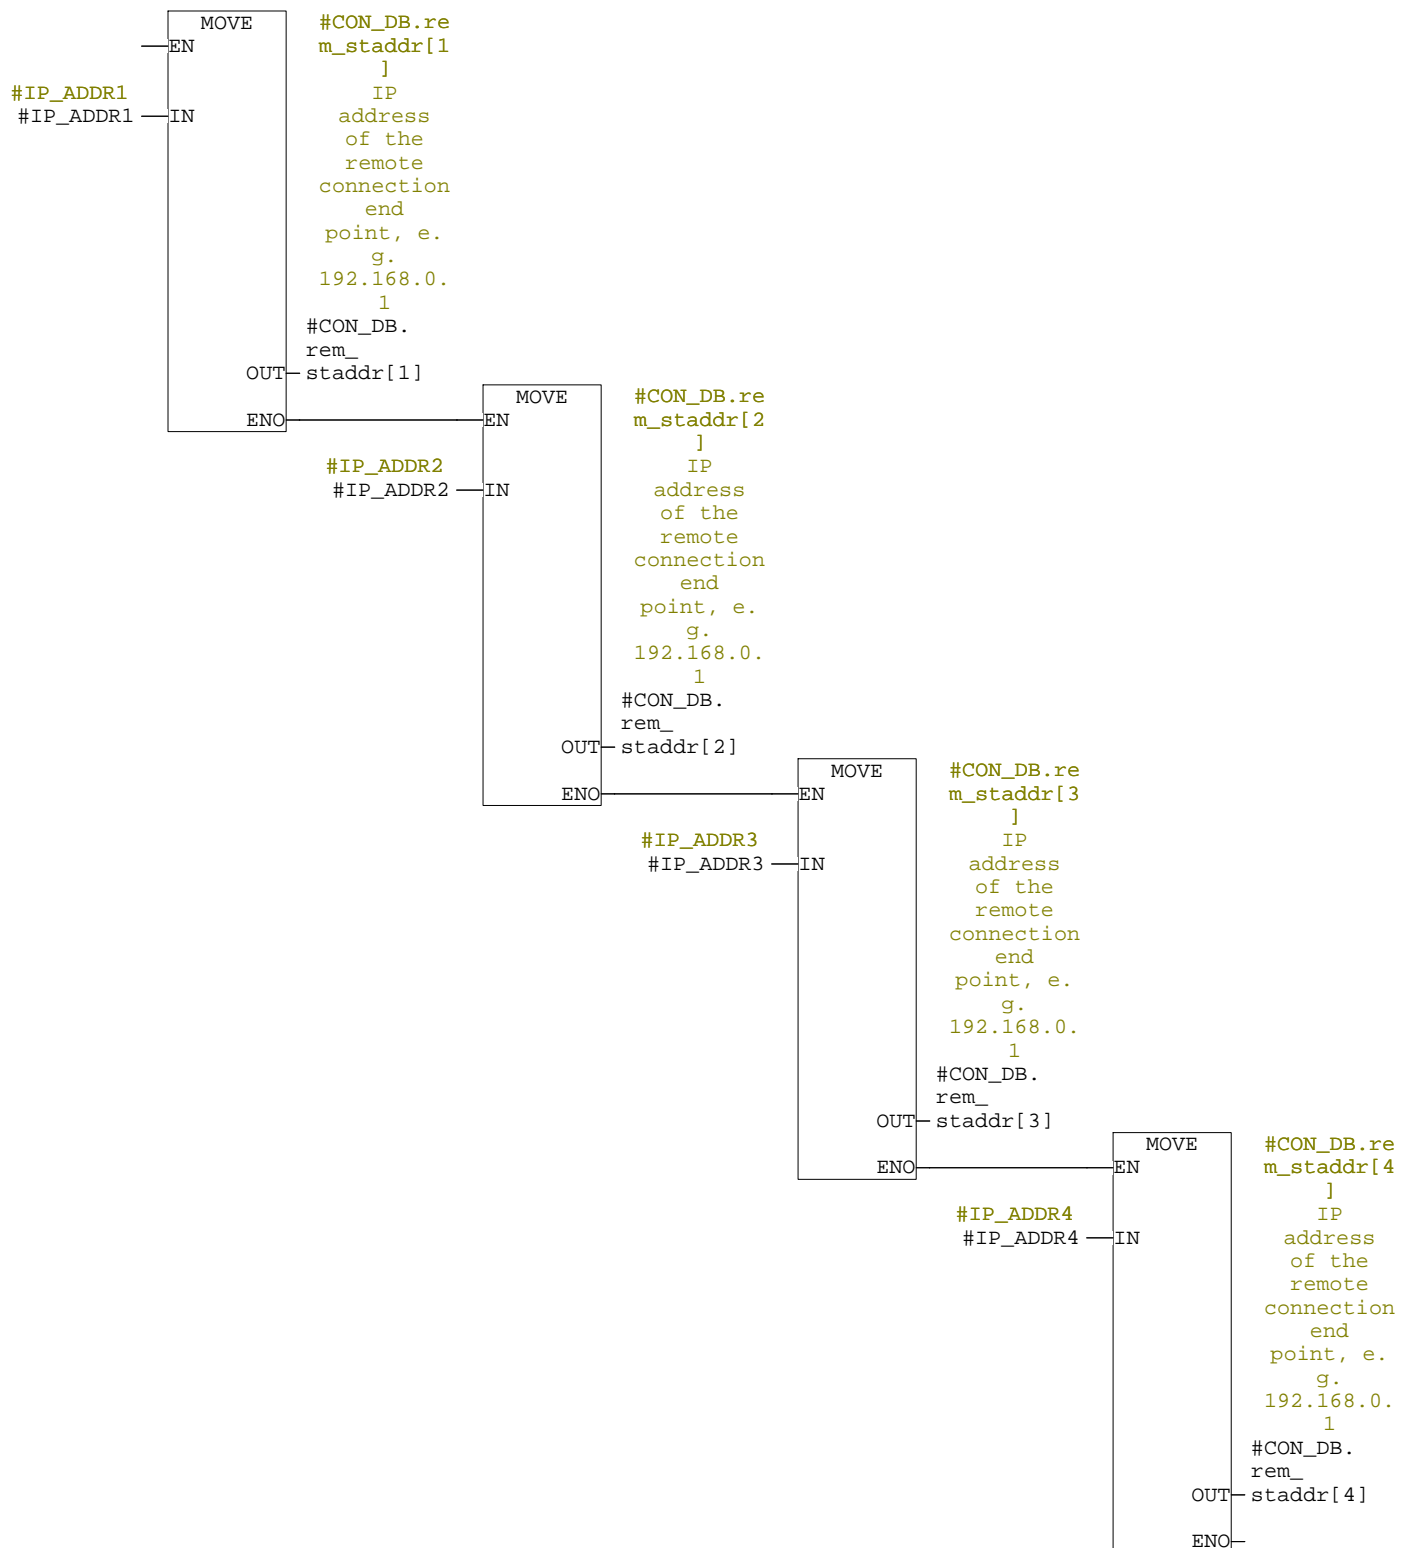 MOVE
EN
#IP_ADDR1
#IP_ADDR1
IN
#CON_DB.re
m_staddr[1
]
IP
address
of the
remote
connection
end
point, e.
g.
192.168.0.
1
#CON_DB.
rem_
staddr[1]
OUT
ENO
MOVE
EN
#IP_ADDR2
#IP_ADDR2
IN
#CON_DB.re
m_staddr[2
]
IP
address
of the
remote
connection
end
point, e.
g.
192.168.0.
1
#CON_DB.
rem_
staddr[2]
OUT
ENO
MOVE
EN
#IP_ADDR3
#IP_ADDR3
IN
#CON_DB.re
m_staddr[3
]
IP
address
of the
remote
connection
end
point, e.
g.
192.168.0.
1
#CON_DB.
rem_
staddr[3]
OUT
ENO
MOVE
EN
#IP_ADDR4
#IP_ADDR4
IN
#CON_DB.re
m_staddr[4
]
IP
address
of the
remote
connection
end
point, e.
g.
192.168.0.
1
#CON_DB.
rem_
staddr[4]
OUT
ENO